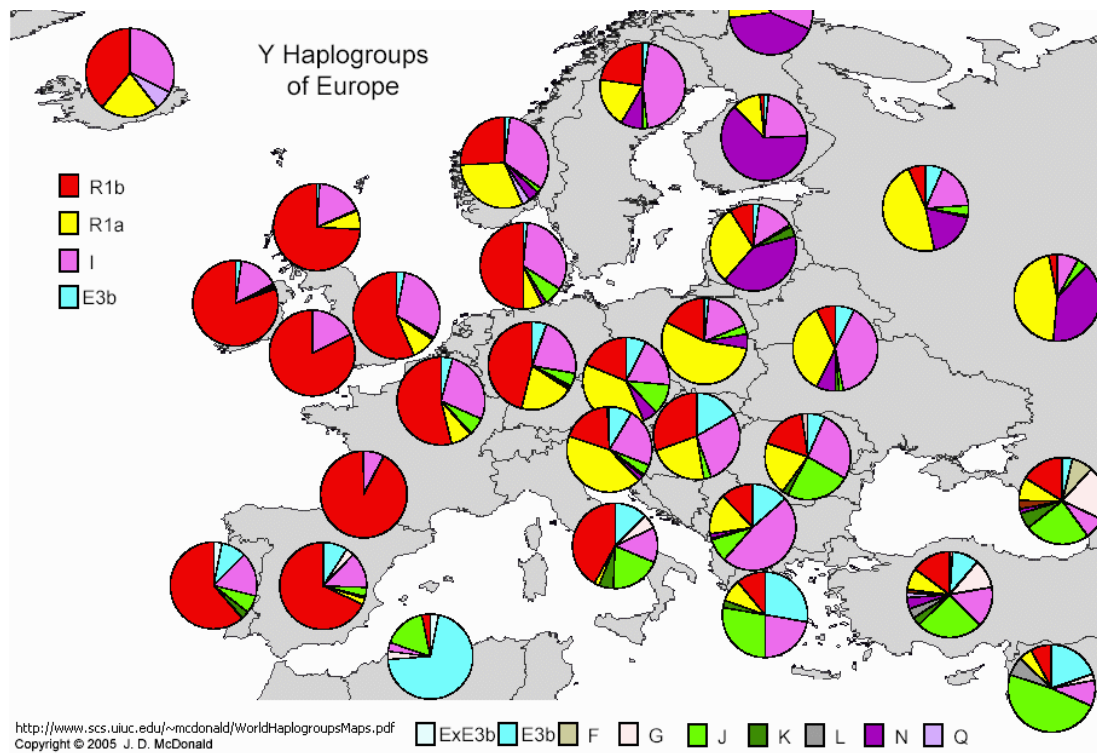 Y Haplogroups
of Europe
R1b
R1a
I
E3b
http://www.scs.uiuc.edu/~mcdonald/WorldHaplogroupsMaps.pdf
Copyright © 2005 J. D. McDonald
ExE3b E3b F G J K L N Q